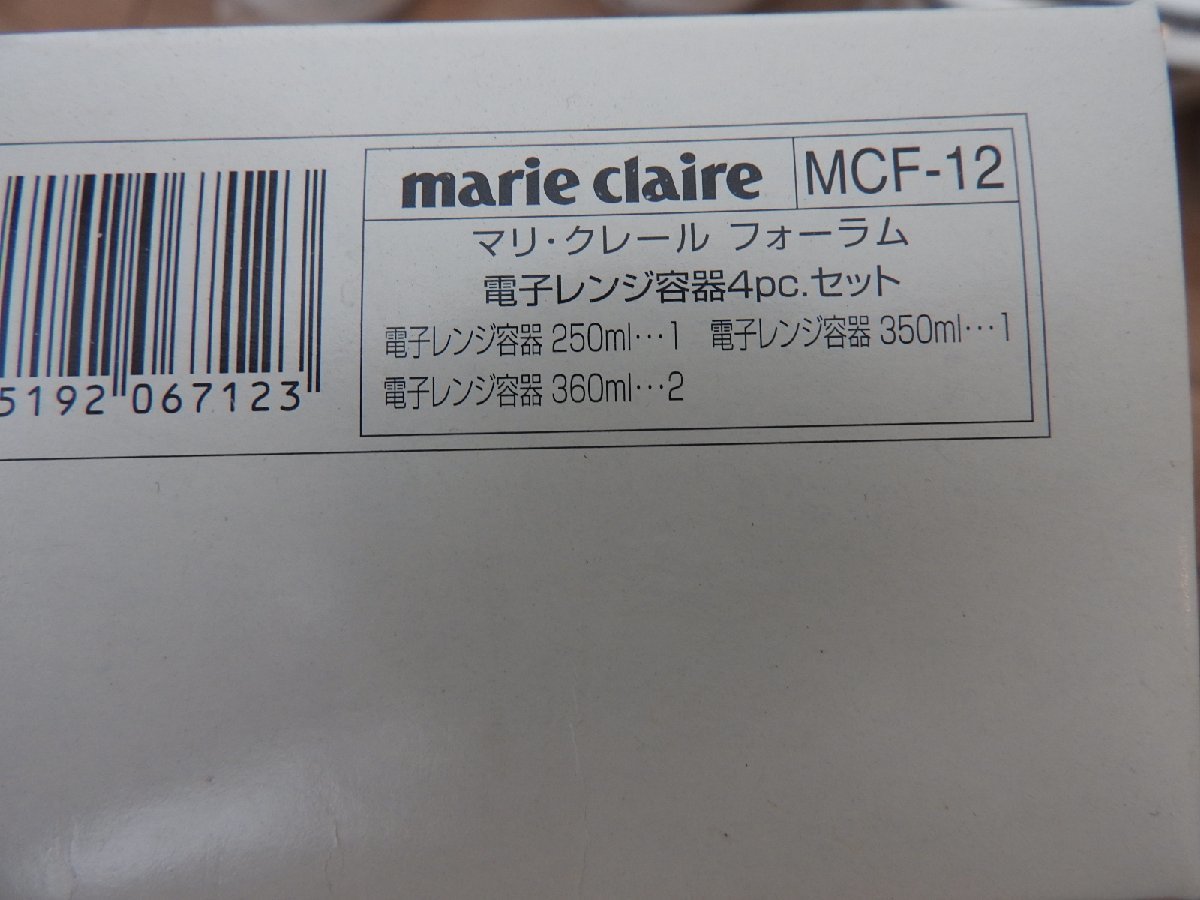 marie claire MCF-12
マリ・クレール フォーラム
電子レンジ容器4pc.セット
電子レンジ容器 250ml…1 電子レンジ容器 350ml…1
電子レンジ容器 360ml…2
5192 067123